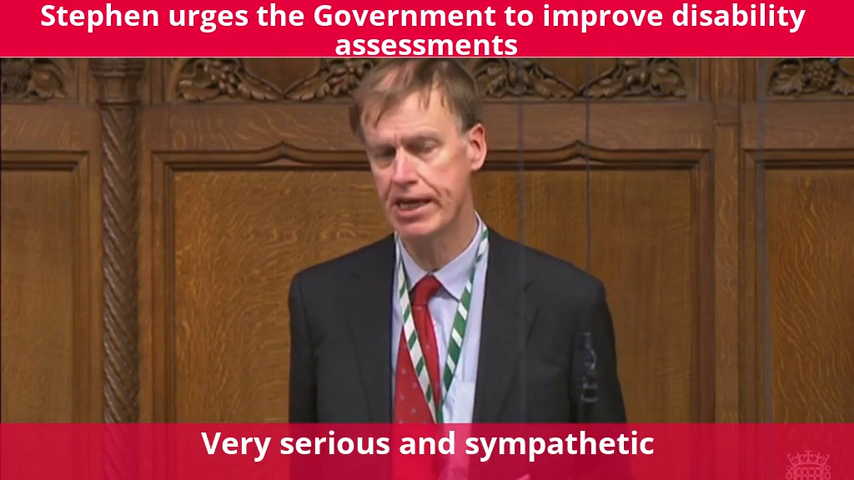 Stephen urges the Government to improve disability
assessments
Very serious and sympathetic